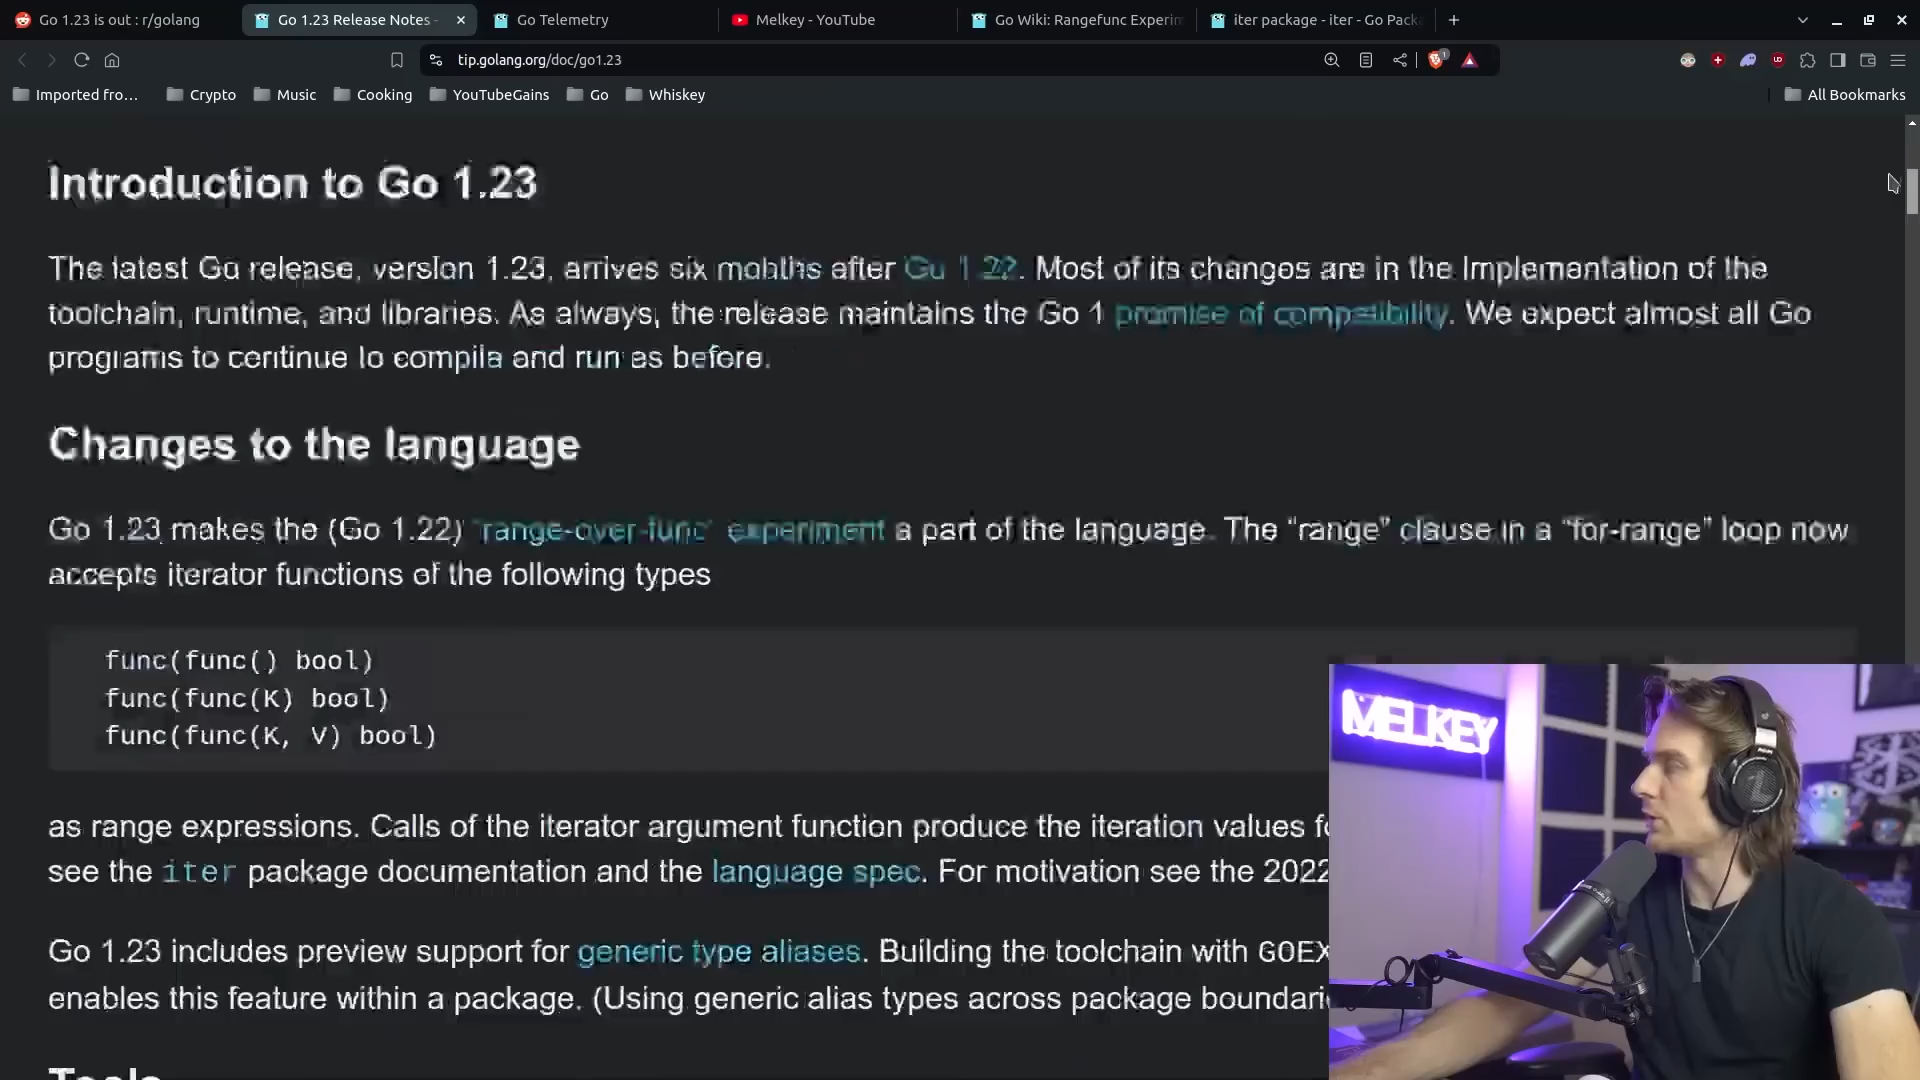 Go 1.23 is out : r/golang
Go 1.23 Release Notes -
Go Telemetry
Melkey - YouTube
Go Wiki: Rangefunc Experim
iter package - iter - Go Packa
tip.golang.org/doc/go1.23
1
Imported fro...
Crypto
Music
Cooking
YouTubeGains
Go
Whiskey
All Bookmarks
Introduction to Go 1.23
The latest Go release, version 1.23, arrives six months after Go 1.22. Most of its changes are in the implementation of the
toolchain, runtime, and libraries. As always, the release maintains the Go 1 promise of compatibility. We expect almost all Go
programs to continue to compile and run as before.
Changes to the language
Go 1.23 makes the (Go 1.22) “range-over-func” experiment a part of the language. The “range” clause in a “for-range” loop now
accepts iterator functions of the following types
func(func() bool)
func(func(K) bool)
func(func(K, V) bool)
as range expressions. Calls of the iterator argument function produce the iteration values fo
see the iter package documentation and the language spec. For motivation see the 2022
Go 1.23 includes preview support for generic type aliases. Building the toolchain with GOEX
enables this feature within a package. (Using generic alias types across package boundari
Tools
MELKEY